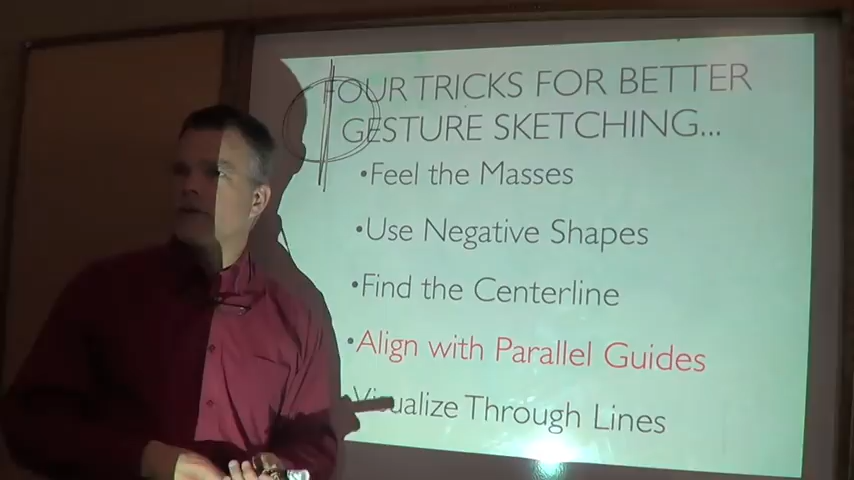 FOUR TRICKS FOR BETTER
GESTURE SKETCHING...
•Feel the Masses
•Use Negative Shapes
•Find the Centerline
•Align with Parallel Guides
Visualize Through Lines